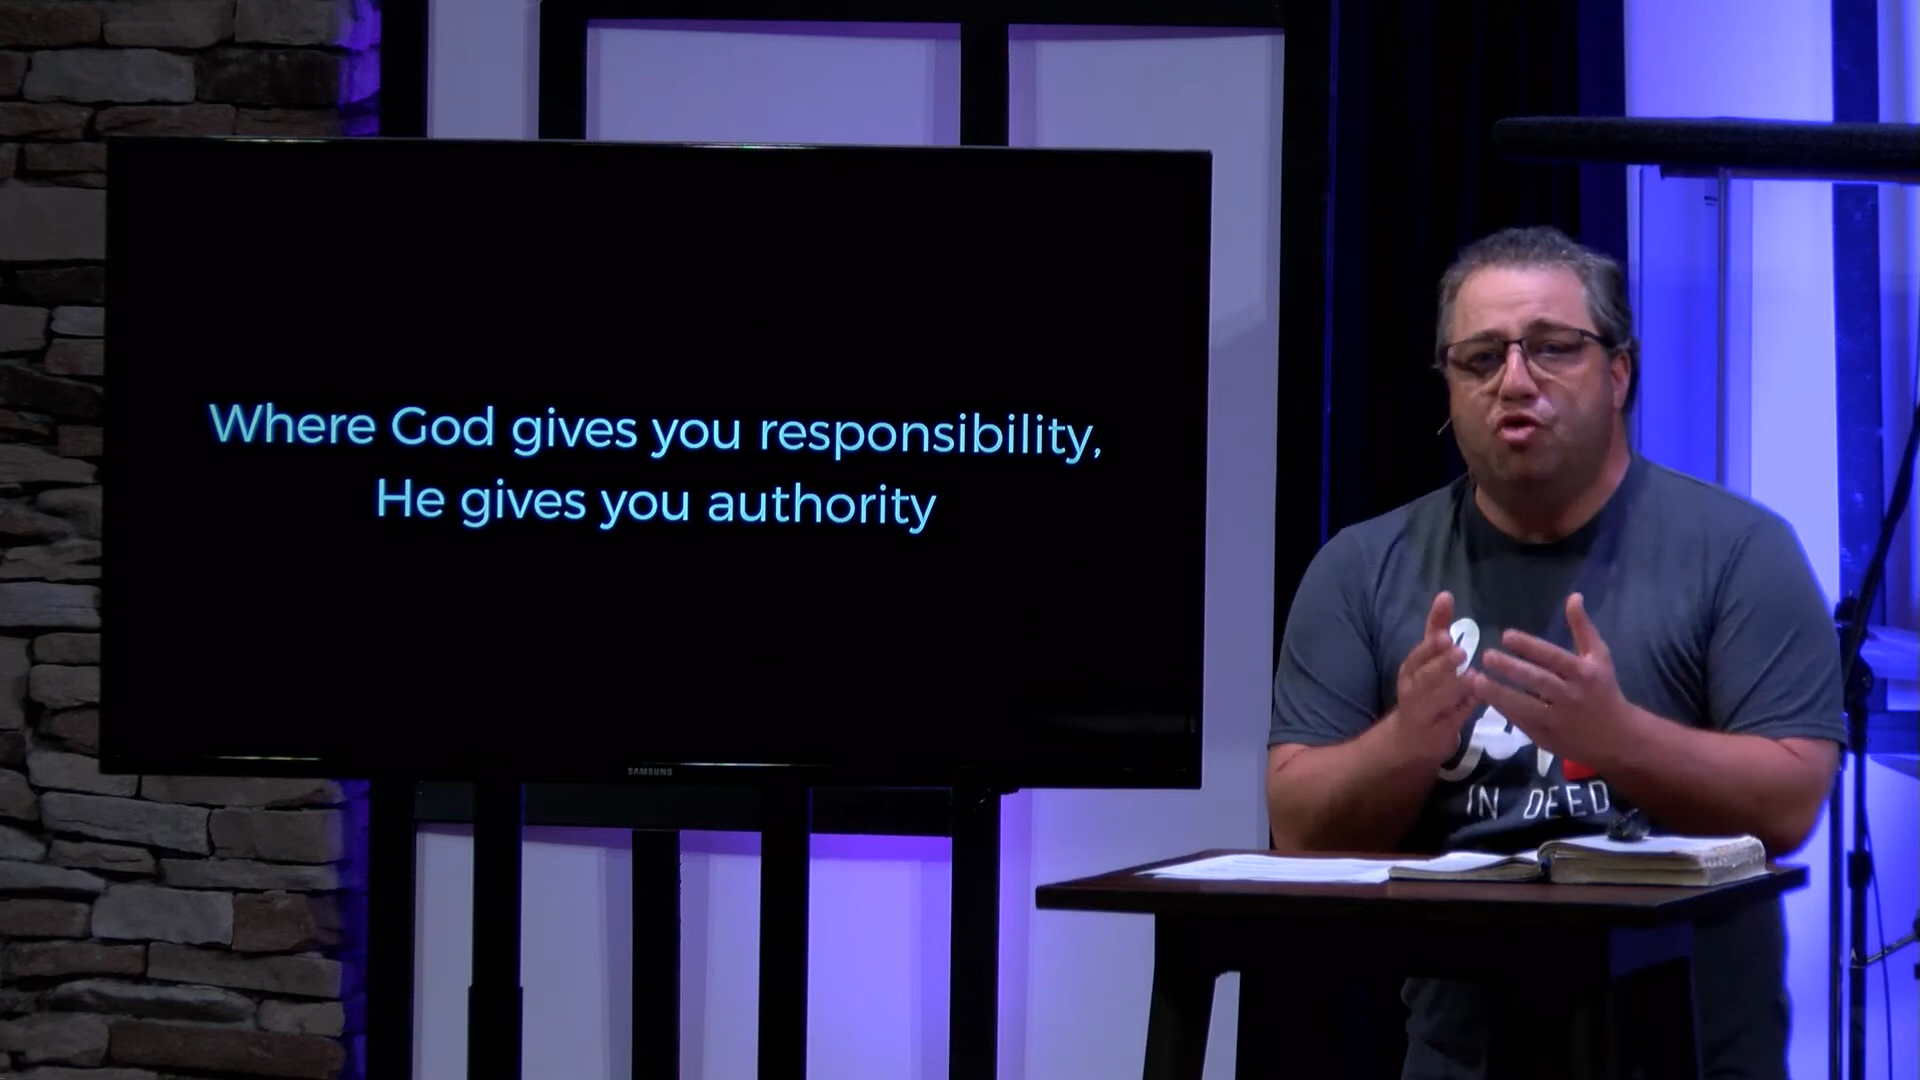 Where God gives you responsibility,
He gives you authority
SAMSUNG
IN DEED